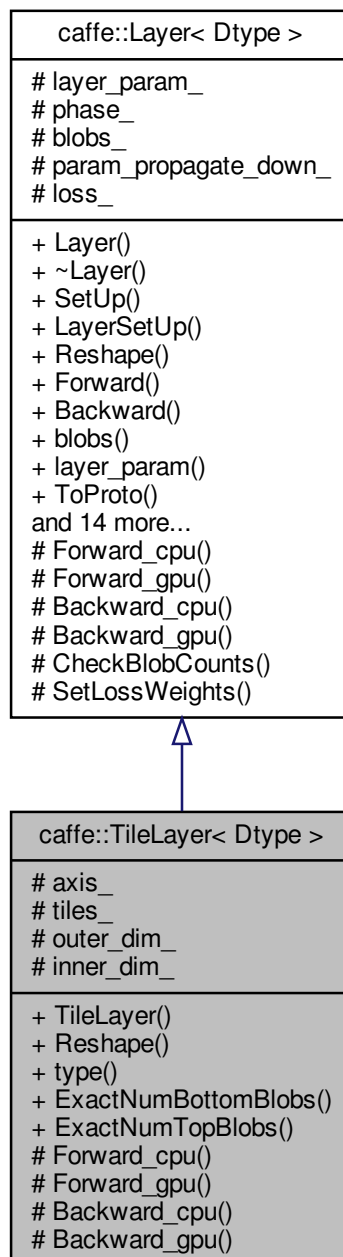 caffe::Layer< Dtype >
# layer_param_
# phase_
# blobs_
# param_propagate_down_
# loss_
+ Layer()
+ ~Layer()
+ SetUp()
+ LayerSetUp()
+ Reshape()
+ Forward()
+ Backward()
+ blobs()
+ layer_param()
+ ToProto()
and 14 more...
# Forward_cpu()
# Forward_gpu()
# Backward_cpu()
# Backward_gpu()
# CheckBlobCounts()
# SetLossWeights()
caffe::TileLayer< Dtype >
# axis_
# tiles_
# outer_dim_
# inner_dim_
+ TileLayer()
+ Reshape()
+ type()
+ ExactNumBottomBlobs()
+ ExactNumTopBlobs()
# Forward_cpu()
# Forward_gpu()
# Backward_cpu()
# Backward_gpu()